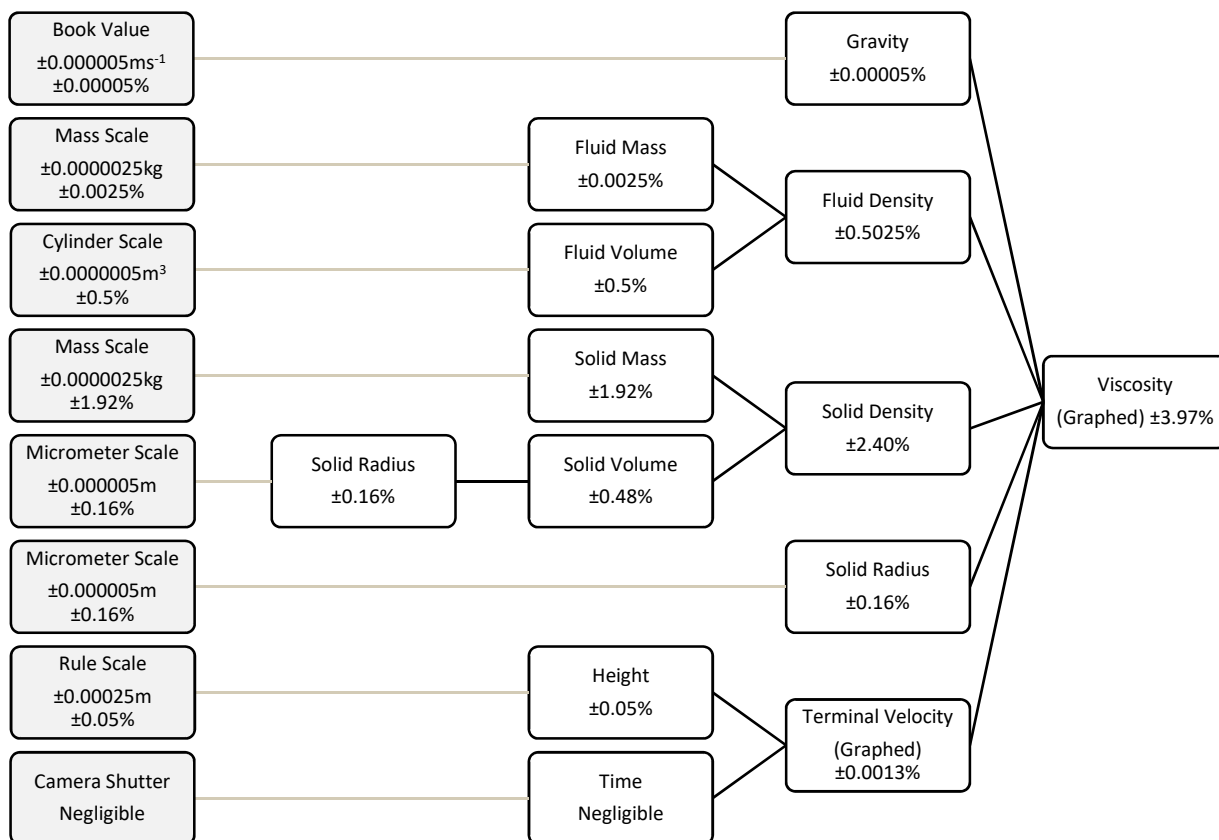 Book Value
±0.000005ms⁻¹
±0.00005%
Gravity
±0.00005%
Mass Scale
±0.0000025kg
±0.0025%
Fluid Mass
±0.0025%
Fluid Density
±0.5025%
Cylinder Scale
±0.0000005m³
±0.5%
Fluid Volume
±0.5%
Mass Scale
±0.0000025kg
±1.92%
Solid Mass
±1.92%
Solid Density
±2.40%
Viscosity
(Graphed) ±3.97%
Micrometer Scale
±0.000005m
±0.16%
Solid Radius
±0.16%
Solid Volume
±0.48%
Micrometer Scale
±0.000005m
±0.16%
Solid Radius
±0.16%
Rule Scale
±0.00025m
±0.05%
Height
±0.05%
Terminal Velocity
(Graphed)
±0.0013%
Camera Shutter
Negligible
Time
Negligible